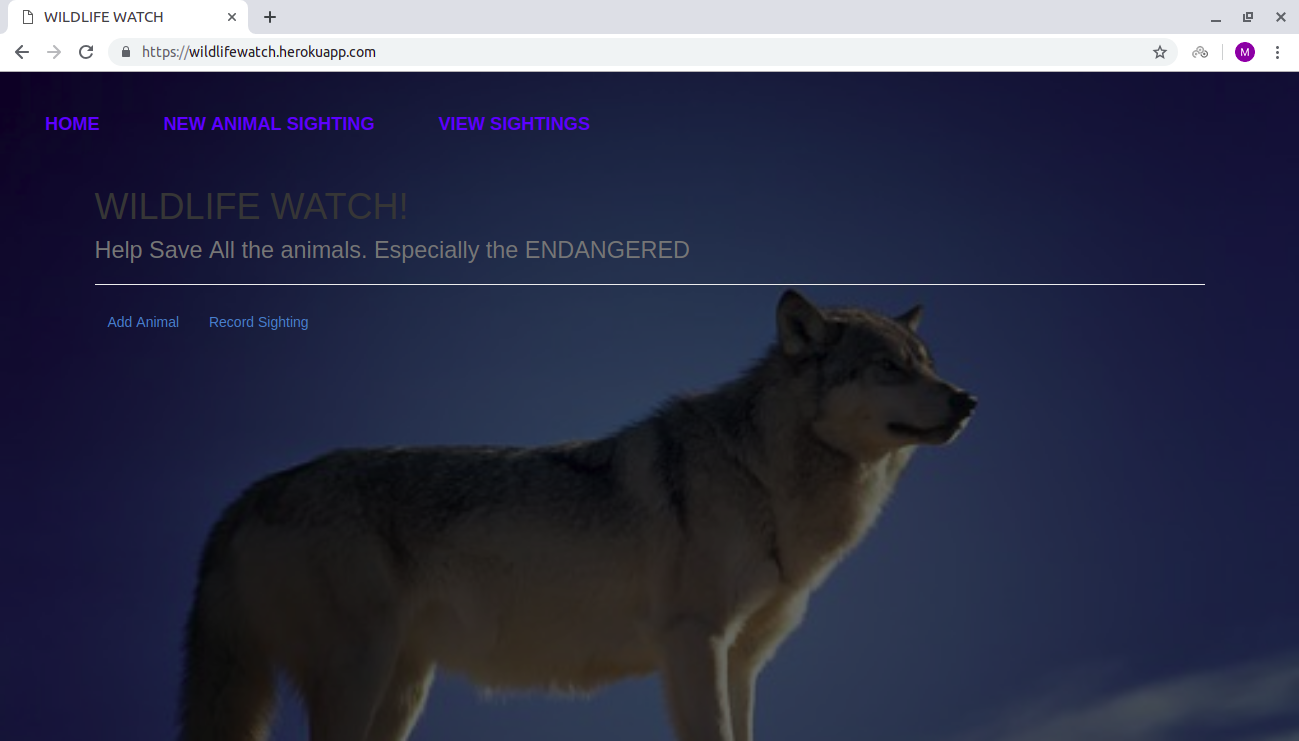 WILDLIFE WATCH
https://wildlifewatch.herokuapp.com
M
HOME NEW ANIMAL SIGHTING VIEW SIGHTINGS
WILDLIFE WATCH!
Help Save All the animals. Especially the ENDANGERED
Add Animal Record Sighting